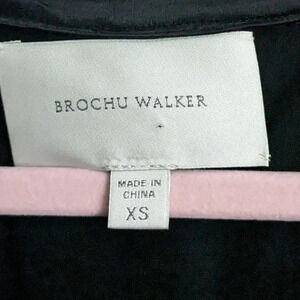 BROCHU WALKER
MADE IN
CHINA
XS